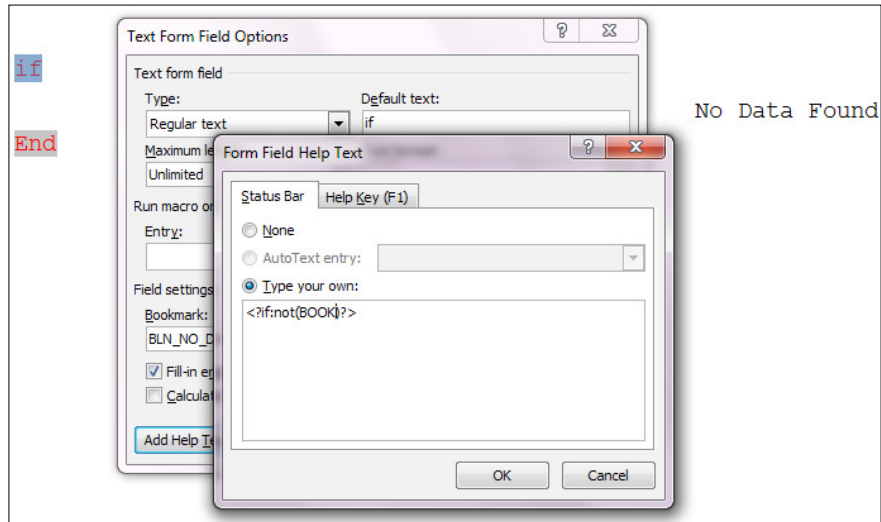 Text Form Field Options
if
Text form field
Type:
Default text:
Regular text
if
No Data Found
End
Maximum le
Form Field Help Text
Unlimited
Status Bar
Help Key (F1)
Run macro on
None
Entry:
AutoText entry:
Type your own:
Field settings
<?if:not(BOOK)?>
Bookmark:
BLN_NO_D
Fill-in e
Calculat
Add Help Te
OK
Cancel